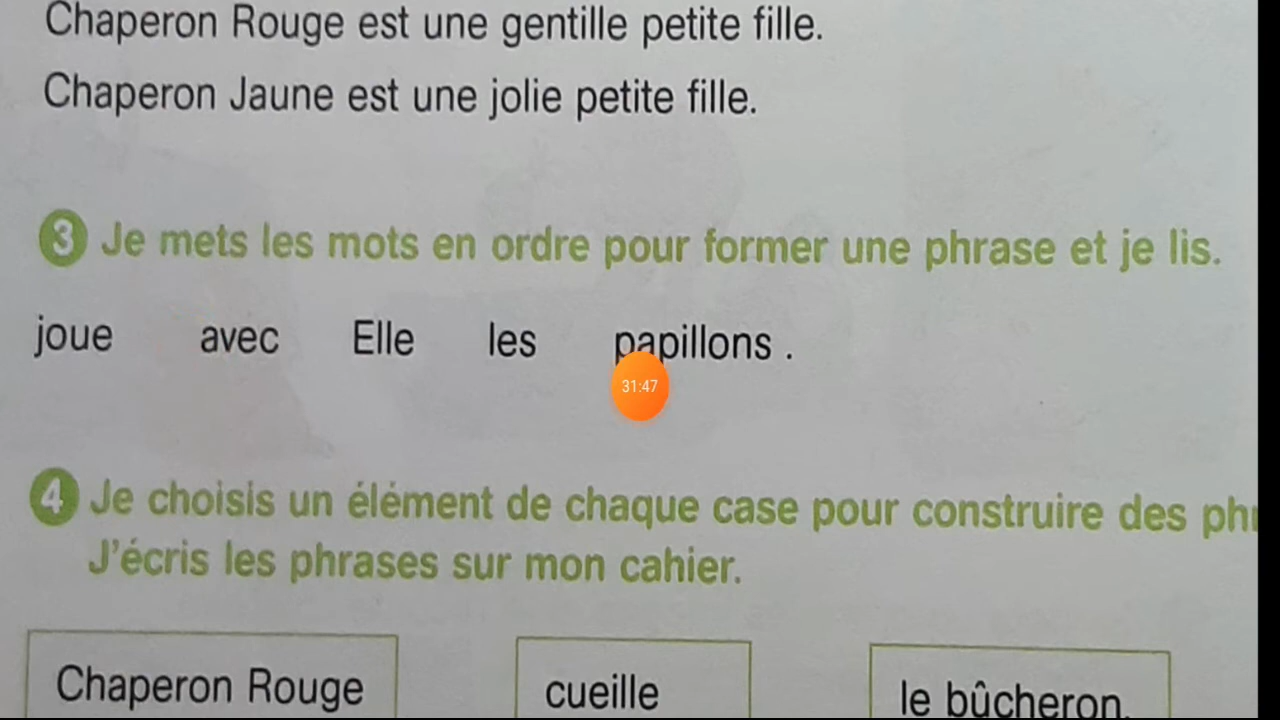 Chaperon Rouge est une gentille petite fille.
Chaperon Jaune est une jolie petite fille.
3 Je mets les mots en ordre pour former une phrase et je lis.
joue avec Elle les papillons .
31:47
4 Je choisis un élément de chaque case pour construire des
J'écris les phrases sur mon cahier.
Chaperon Rouge cueille le bûcheron.